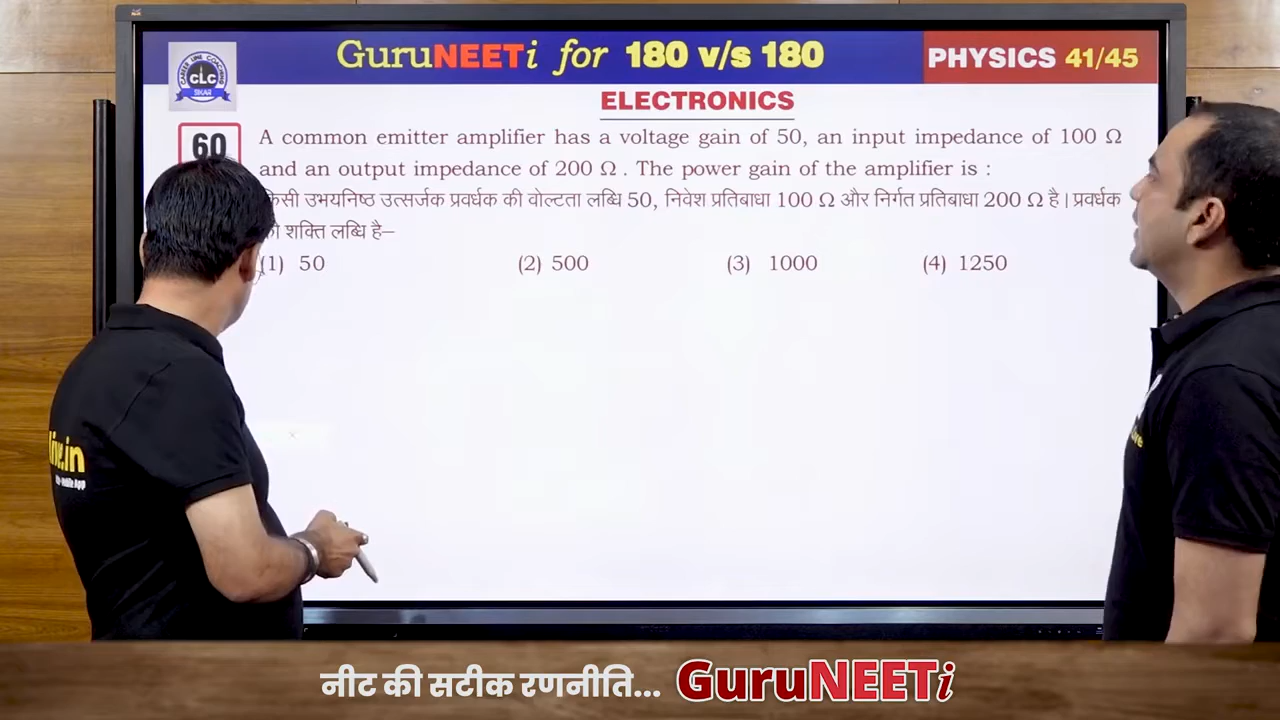 GuruNEETi for 180 v/s 180
PHYSICS 41/45
CLC
SIKAR
ELECTRONICS
60
A common emitter amplifier has a voltage gain of 50, an input impedance of 100 Ω
and an output impedance of 200 Ω . The power gain of the amplifier is :
उभयनिष्ठ उत्सर्जक प्रवर्धक की वोल्टता लब्धि 50, निवेश प्रतिबाधा 100 Ω और निर्गत प्रतिबाधा 200 Ω है। प्रवर्धक
शक्ति लब्धि है–
(1) 50 (2) 500 (3) 1000 (4) 1250
नीट की सटीक रणनीति... GuruNEETi